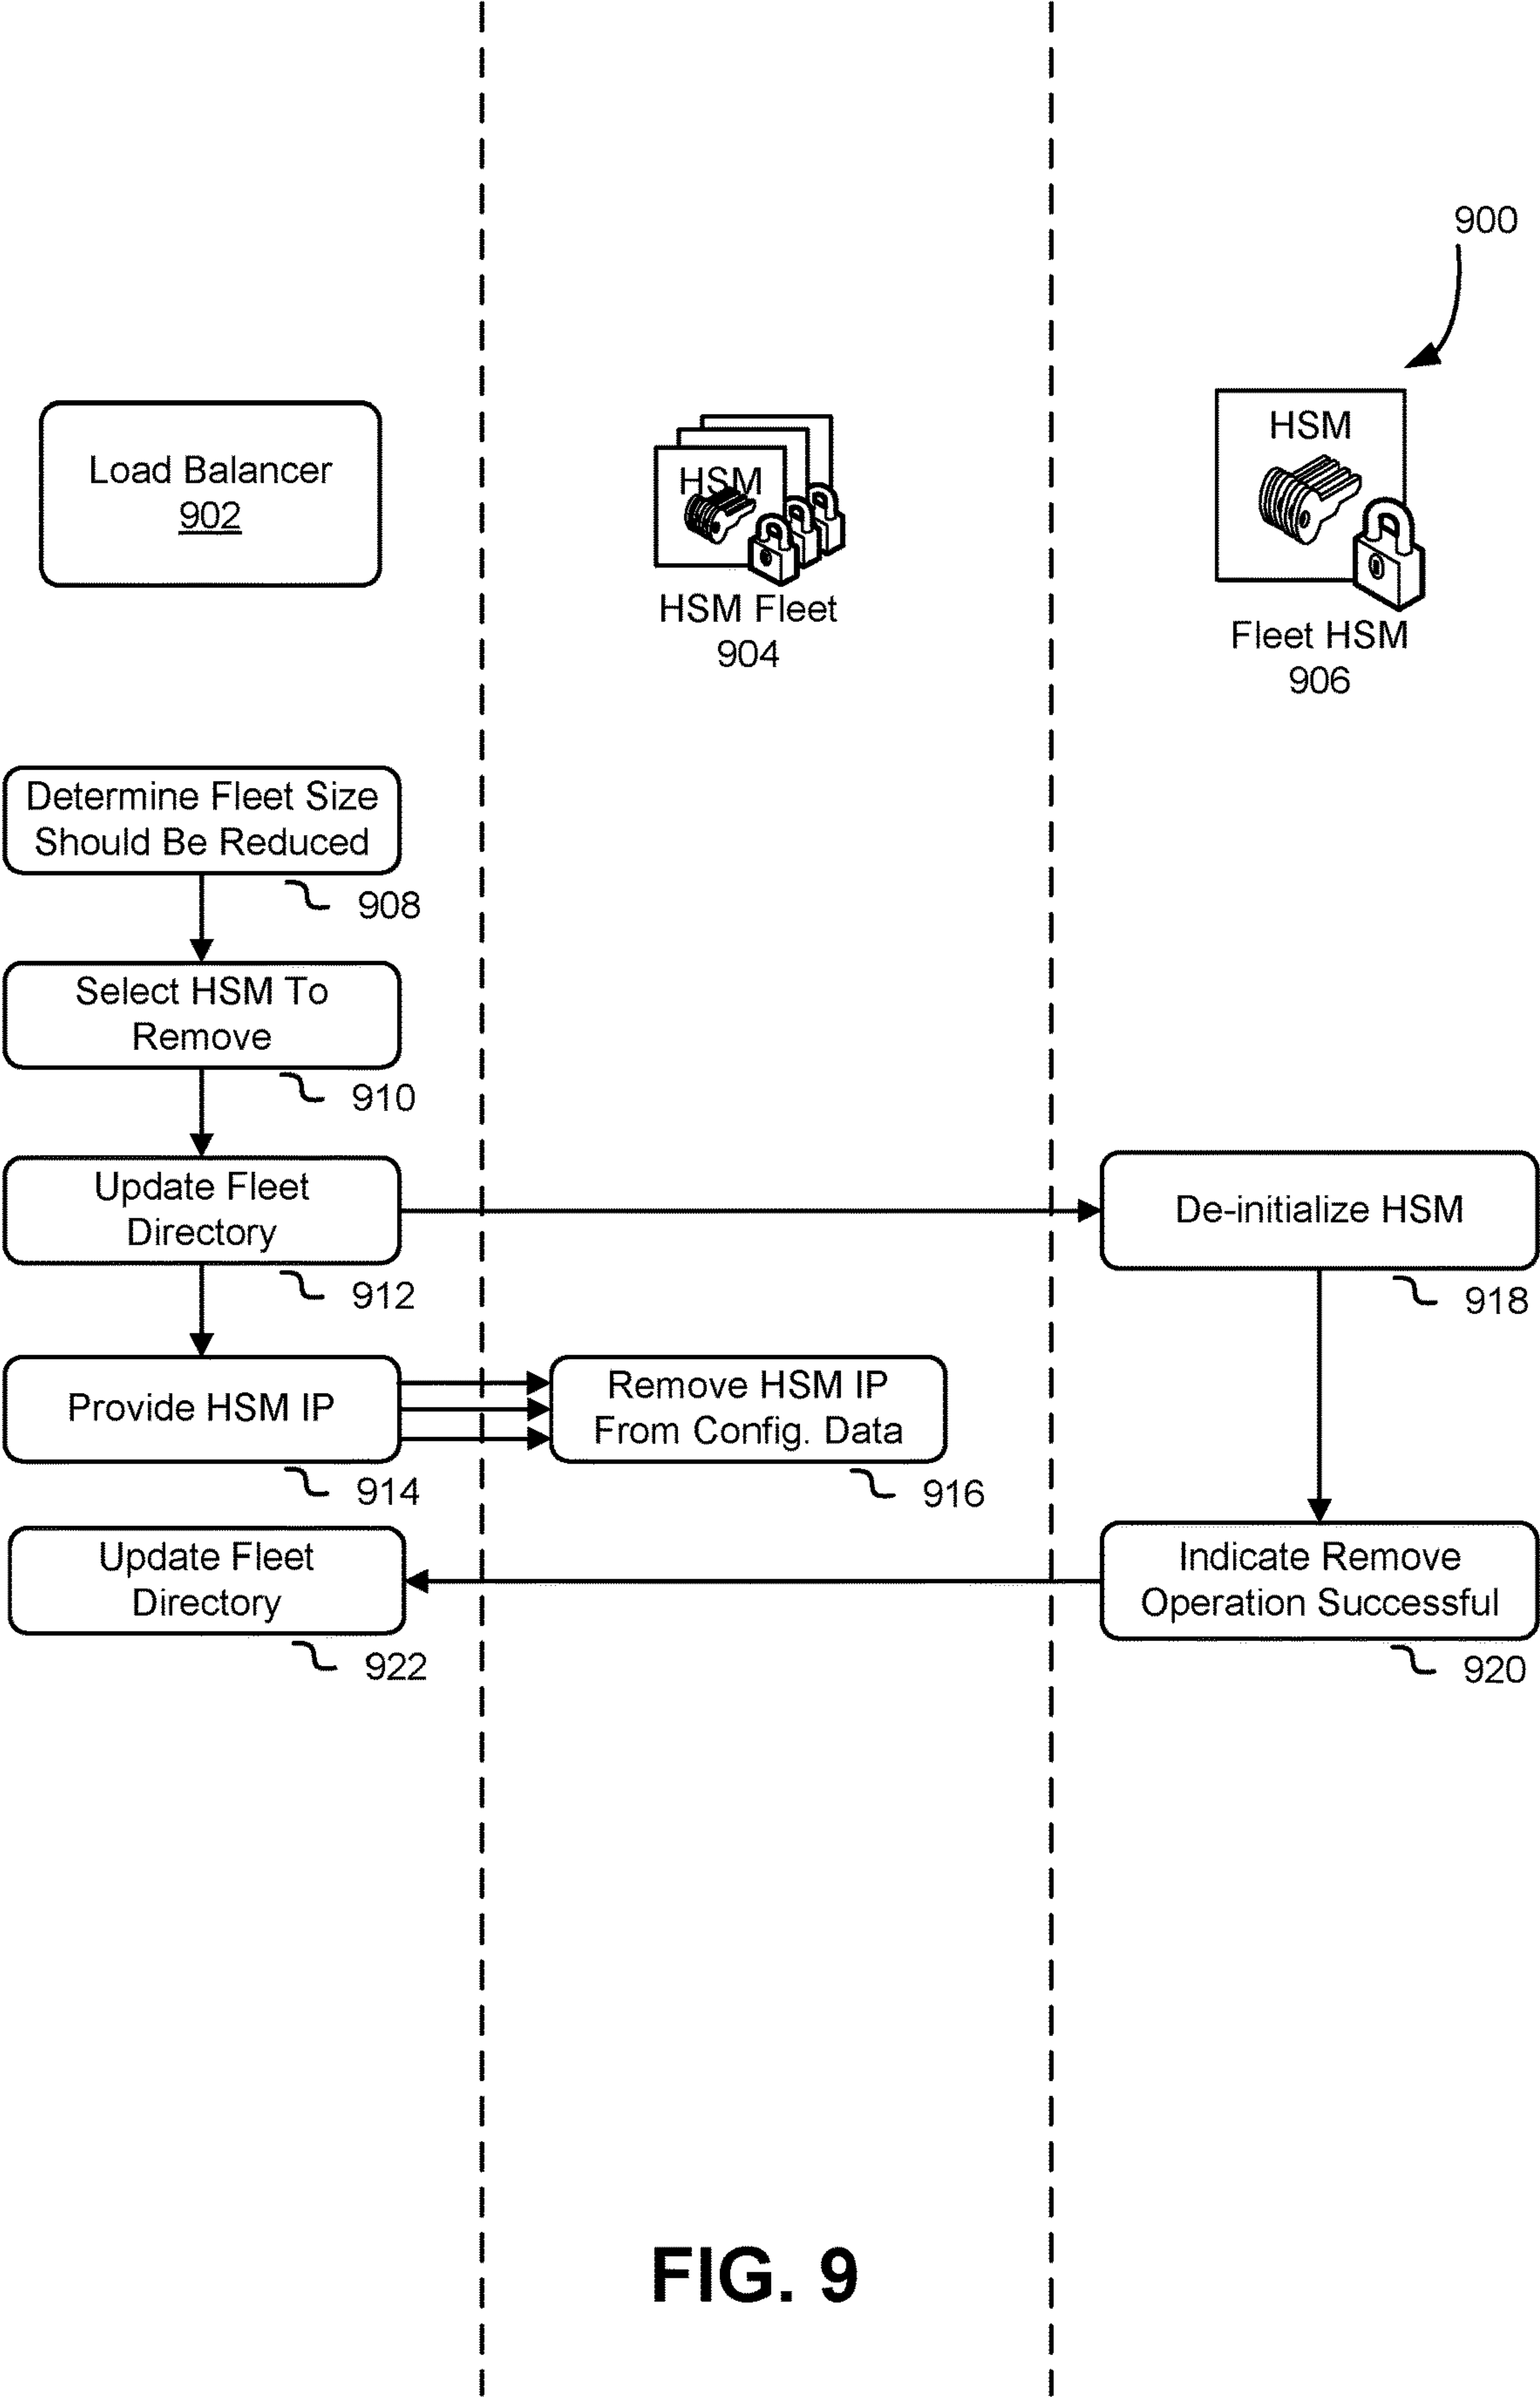 900
Load Balancer
902
HSM
HSM Fleet
904
HSM
Fleet HSM
906
Determine Fleet Size
Should Be Reduced
908
Select HSM To
Remove
910
Update Fleet
Directory
912
De-initialize HSM
918
Provide HSM IP
914
Remove HSM IP
From Config. Data
916
Update Fleet
Directory
922
Indicate Remove
Operation Successful
920
FIG. 9